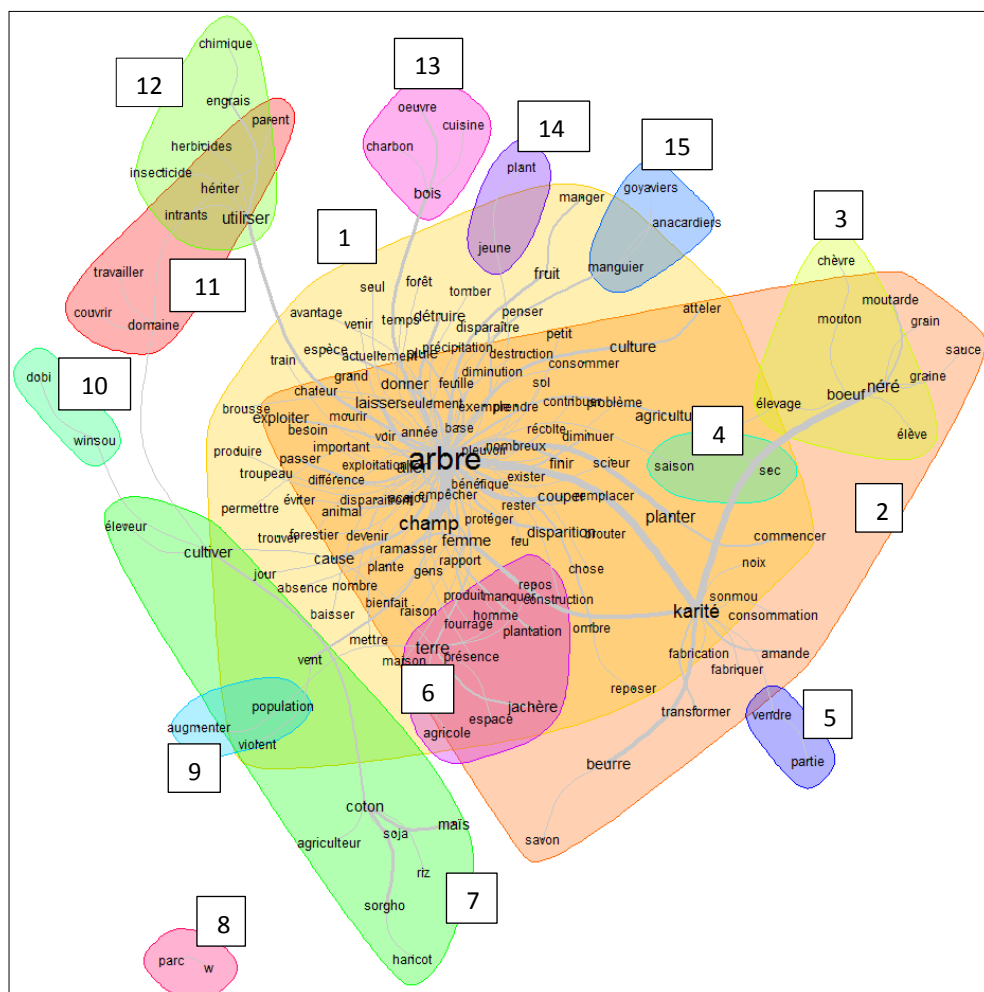 chimique
13
12
oeuvre
engrais
cuisine
14
parent
herbicides
charbon
15
insecticide
plant
hériter
bois
goyaviers
manger
intrants
utiliser
anacardiers
3
1
jeune
chèvre
travailler
11
forêt
fruit
manguier
seul
tomber
moutarde
couvrir
avantage
penser
atteler
mouton
grain
domaine
venir
temps
détruire
disparaître
petit
sauce
espèce
actuellement
pluie
précipitation
destruction
culture
train
consommer
10
grand
donner
feuille
diminution
sol
graine
dobi
chaleur
néré
boeuf
brousse
laisser
seulement
exemple
prendre
contribuer
problème
élevage
exploiter
mourir
agriculture
winsou
besoin
voir
année
base
récolte
4
élève
produire
important
pleuvoir
nombreux
diminuer
passer
arbre
finir
scieur
saison
sec
troupeau
exploitation
aller
exister
différence
bénéfique
éviter
disparaition
acajou
empêcher
couper
remplacer
2
permettre
animal
rester
planter
éleveur
champ
protéger
trouver
forestier
devenir
femme
feu
disparition
brouter
commencer
cultiver
cause
ramasser
rapport
jour
plante
gens
chose
noix
absence
nombre
repos
bienfait
produit
manquer
construction
sonmou
baisser
raison
homme
karité
consommation
fourrage
plantation
ombre
mettre
terre
vent
maison
présence
fabrication
amande
fabriquer
6
reposer
population
jachère
transformer
vendre
5
augmenter
espace
violent
agricole
partie
9
beurre
coton
maïs
soja
savon
agriculteur
riz
7
sorgho
8
parc
w
haricot